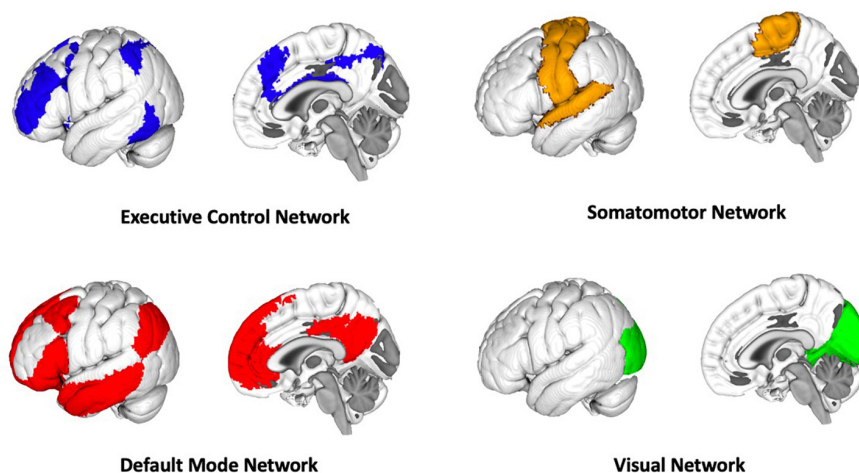 Executive Control Network
Somatomotor Network
Default Mode Network
Visual Network